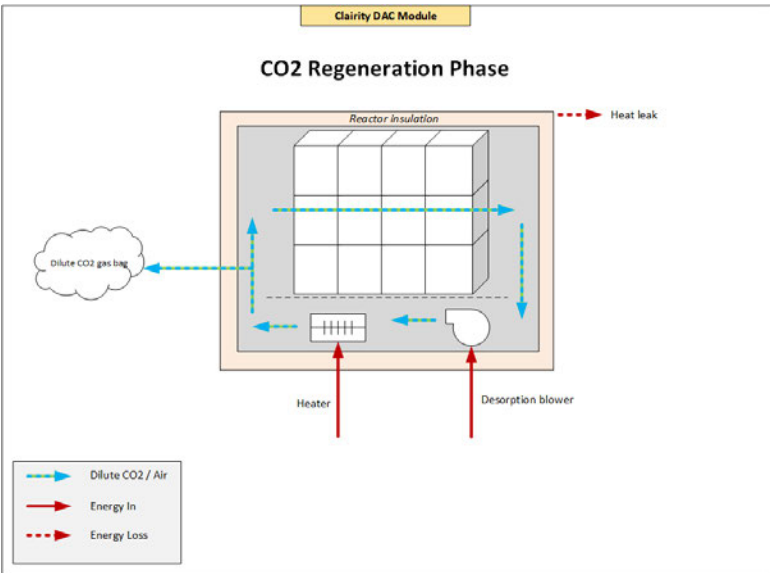 Clairity DAC Module
CO2 Regeneration Phase
Reactor Insulation
Heat leak
Dilute CO2 gas bag
Heater
Desorption blower
Dilute CO2 / Air
Energy In
Energy Loss